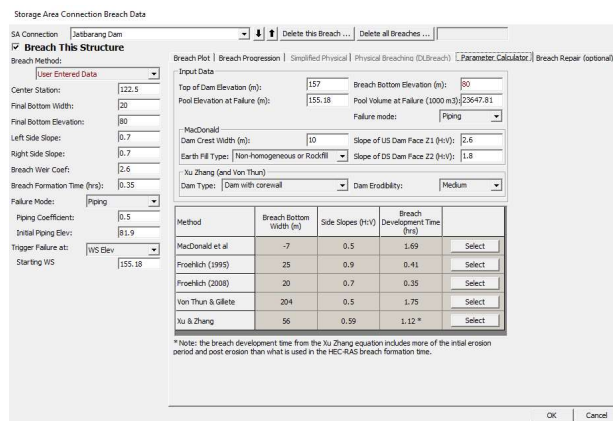 Storage Area Connection Breach Data
SA Connection Jatibarang Dam Delete this Breach ... Delete all Breaches ...
Breach This Structure
Breach Method:
User Entered Data
Center Station: 122.5
Final Bottom Width: 20
Final Bottom Elevation: 80
Left Side Slope: 0.7
Right Side Slope: 0.7
Breach Weir Coef: 2.6
Breach Formation Time (hrs): 0.35
Failure Mode: Piping
Piping Coefficient: 0.5
Initial Piping Elev: 81.9
Trigger Failure at: WS Elev
Starting WS 155.18
Breach Plot Breach Progression Simplified Physical Physical Breaching (DLBreach) Parameter Calculator Breach Repair (optional)
Input Data
Top of Dam Elevation (m): 157 Breach Bottom Elevation (m): 80
Pool Elevation at Failure (m): 155.18 Pool Volume at Failure (1000 m3): 23647.81
Failure mode: Piping
MacDonald
Dam Crest Width (m): 10 Slope of US Dam Face Z1 (H:V): 2.6
Earth Fill Type: Non-homogeneous or Rockfill Slope of DS Dam Face Z2 (H:V): 1.8
Xu Zhang (and Von Thun)
Dam Type: Dam with corewall Dam Erodibility: Medium
Method Breach Bottom Width (m) Side Slopes (H:V) Breach Development Time (hrs)
MacDonald et al -7 0.5 1.69 Select
Froehlich (1995) 25 0.9 0.41 Select
Froehlich (2008) 20 0.7 0.35 Select
Von Thun & Gillete 204 0.5 1.75 Select
Xu & Zhang 56 0.59 1.12 * Select
* Note: the breach development time from the Xu Zhang equation includes more of the intial erosion
period and post erosion than what is used in the HEC-RAS breach formation time.
OK Cancel